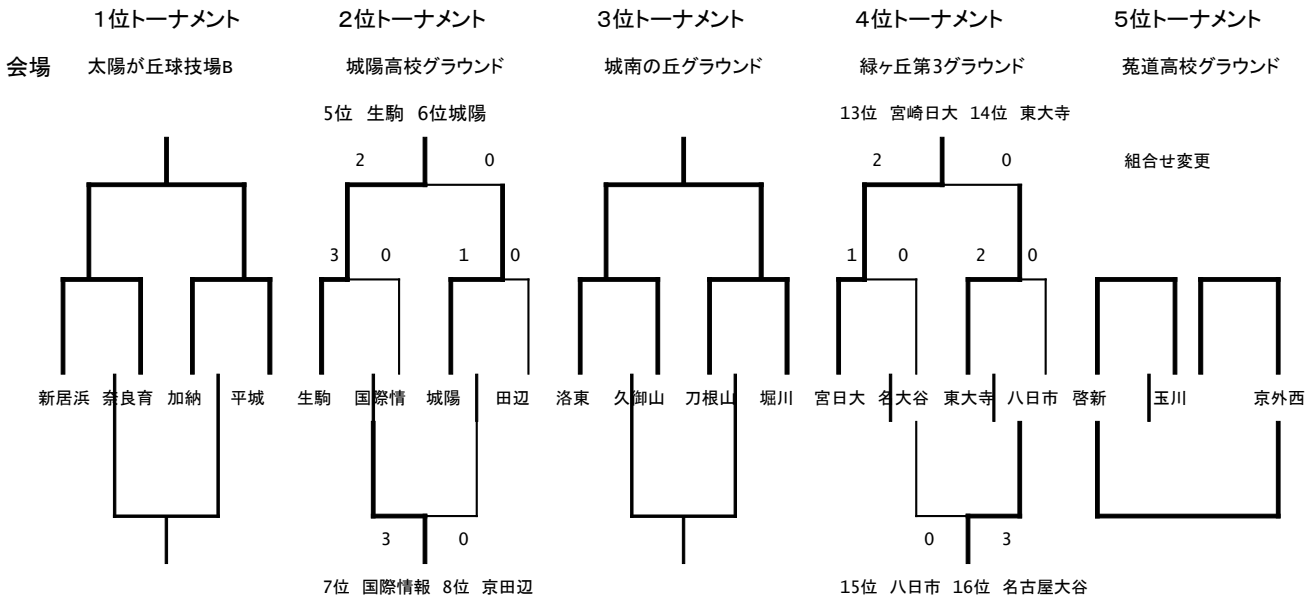 1位トーナメント 2位トーナメント 3位トーナメント 4位トーナメント 5位トーナメント
会場 太陽が丘球技場B 城陽高校グラウンド 城南の丘グラウンド 緑ヶ丘第3グラウンド 菟道高校グラウンド
5位 生駒 6位城陽 13位 宮崎日大 14位 東大寺
2 0 2 0 組合せ変更
3 0 1 0 1 0 2 0
新居浜 奈良育 加納 平城 生駒 国際情 城陽 田辺 洛東 久御山 刀根山 堀川 宮日大 名大谷 東大寺 八日市 啓新 玉川 京外西
3 0 0 3
7位 国際情報 8位 京田辺 15位 八日市 16位 名古屋大谷